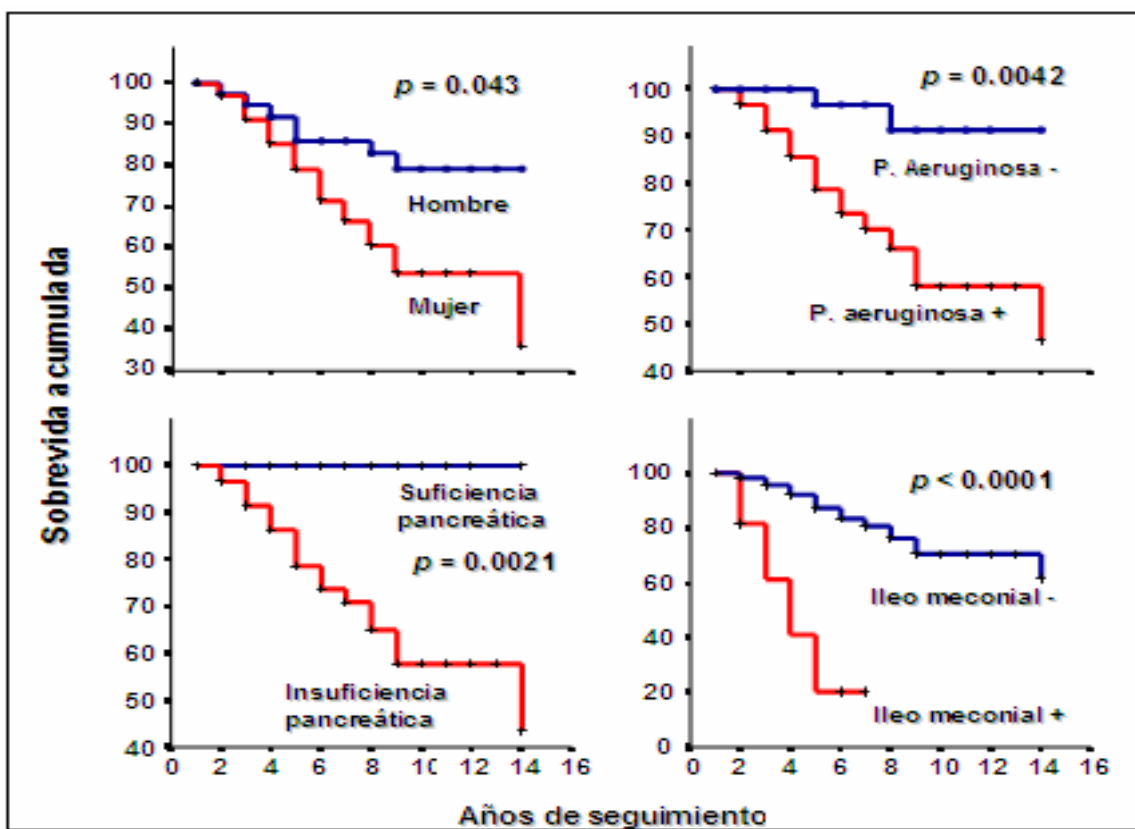 Sobrevida acumulada
100
90
80
70
60
50
40
30
p = 0.043
Hombre
Mujer
100
90
80
70
60
50
40
p = 0.0042
P. Aeruginosa -
P. aeruginosa +
100
90
80
70
60
50
40
Suficiencia
pancreática
p = 0.0021
Insuficiencia
pancreática
0 2 4 6 8 10 12 14 16
100
80
60
40
20
0
p < 0.0001
Ileo meconial -
Ileo meconial +
0 2 4 6 8 10 12 14 16
Años de seguimiento